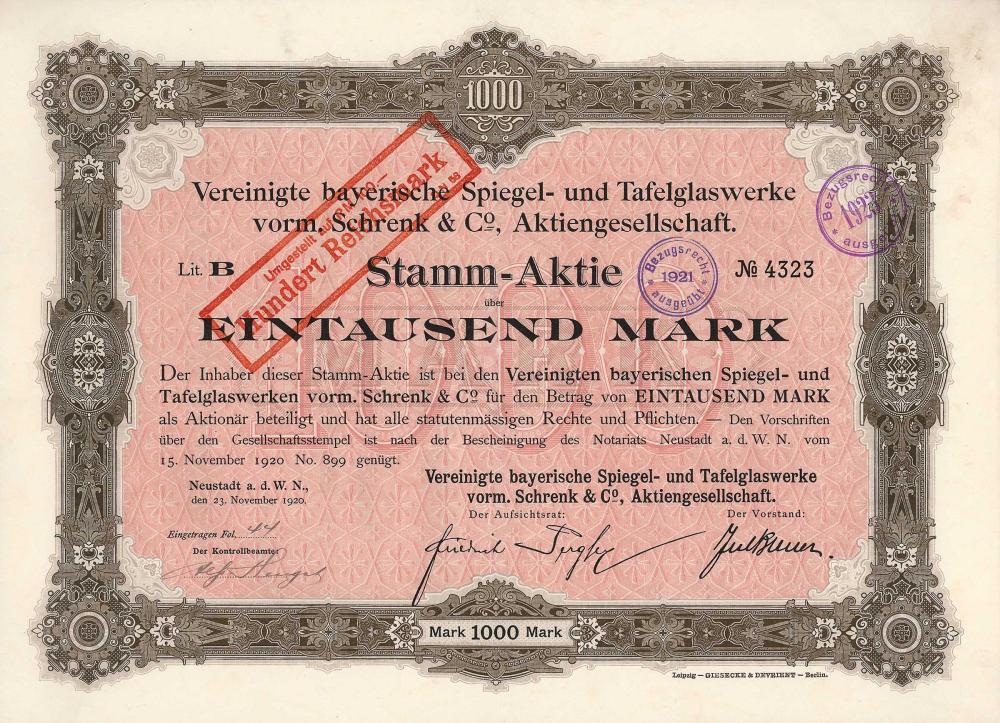 1000
Vereinigte bayerische Spiegel- und Tafelglaswerke
vorm. Schrenk & Cº, Aktiengesellschaft.
Umgestellt auf
Hundert Reichsmark
Bezugsrecht
1921
ausgeübt
Bezugsrecht
ausge
Lit. B
Stamm-Aktie
№ 4323
über
EINTAUSEND MARK
Der Inhaber dieser Stamm-Aktie ist bei den Vereinigten bayerischen Spiegel- und
Tafelglaswerken vorm. Schrenk & Cº für den Betrag von EINTAUSEND MARK
als Aktionär beteiligt und hat alle statutenmässigen Rechte und Pflichten. — Den Vorschriften
über den Gesellschaftsstempel ist nach der Bescheinigung des Notariats Neustadt a. d. W. N. vom
15. November 1920 No. 899 genügt.
Neustadt a. d. W. N.,
den 23. November 1920.
Vereinigte bayerische Spiegel- und Tafelglaswerke
vorm. Schrenk & Cº, Aktiengesellschaft.
Der Aufsichtsrat:
Der Vorstand:
Eingetragen Fol. 44
Der Kontrollbeamte:
Friedrich
Mark 1000 Mark
Leipzig — GIESECKE & DEVRIENT — Berlin.